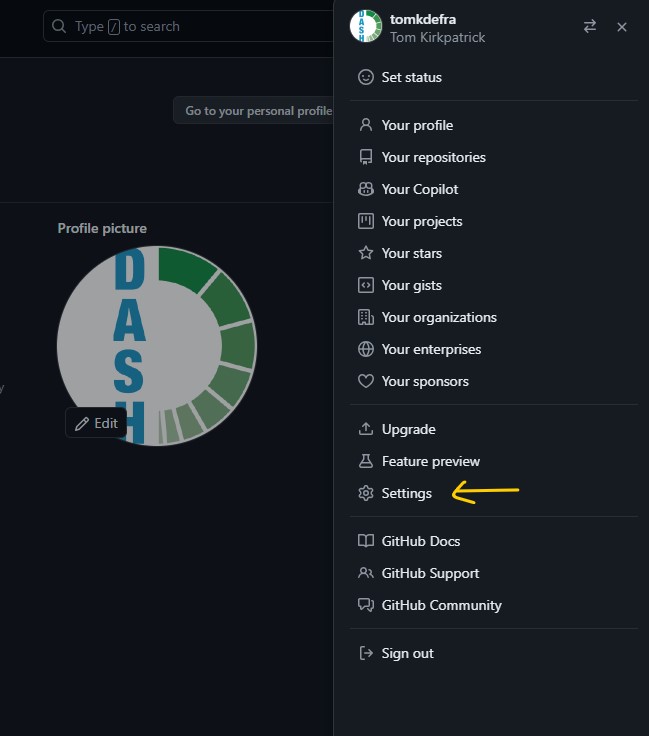 Type / to search
tomkdefra
Tom Kirkpatrick
Set status
Go to your personal profile
Your profile
Your repositories
Your Copilot
Your projects
Your stars
Your gists
Your organizations
Your enterprises
Your sponsors
Upgrade
Feature preview
Settings
GitHub Docs
GitHub Support
GitHub Community
Sign out
Profile picture
D
A
S
H
Edit
y
DASH